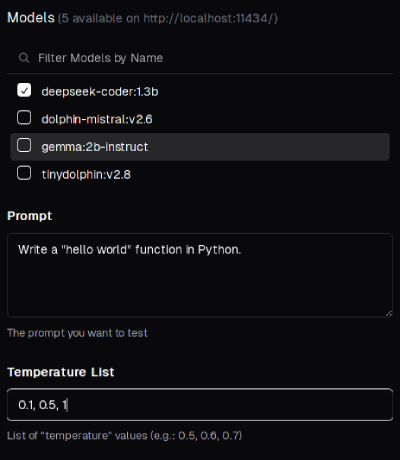 Models (5 available on http://localhost:11434/)
Filter Models by Name
deepseek-coder:1.3b
dolphin-mistral:v2.6
gemma:2b-instruct
tinydolphin:v2.8
Prompt
Write a "hello world" function in Python.
The prompt you want to test
Temperature List
0.1, 0.5, 1
List of "temperature" values (e.g.: 0.5, 0.6, 0.7)